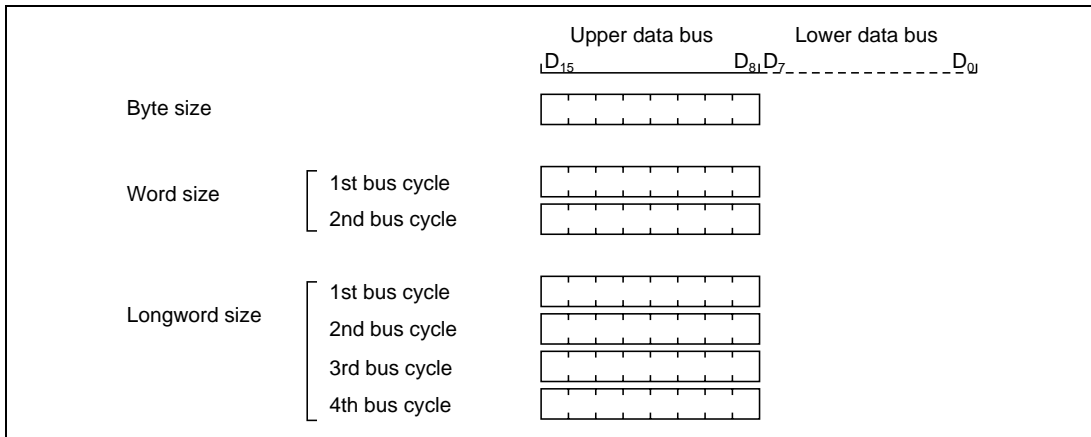 Upper data bus Lower data bus
D15 D8 D7 D0
Byte size
Word size
1st bus cycle
2nd bus cycle
Longword size
1st bus cycle
2nd bus cycle
3rd bus cycle
4th bus cycle